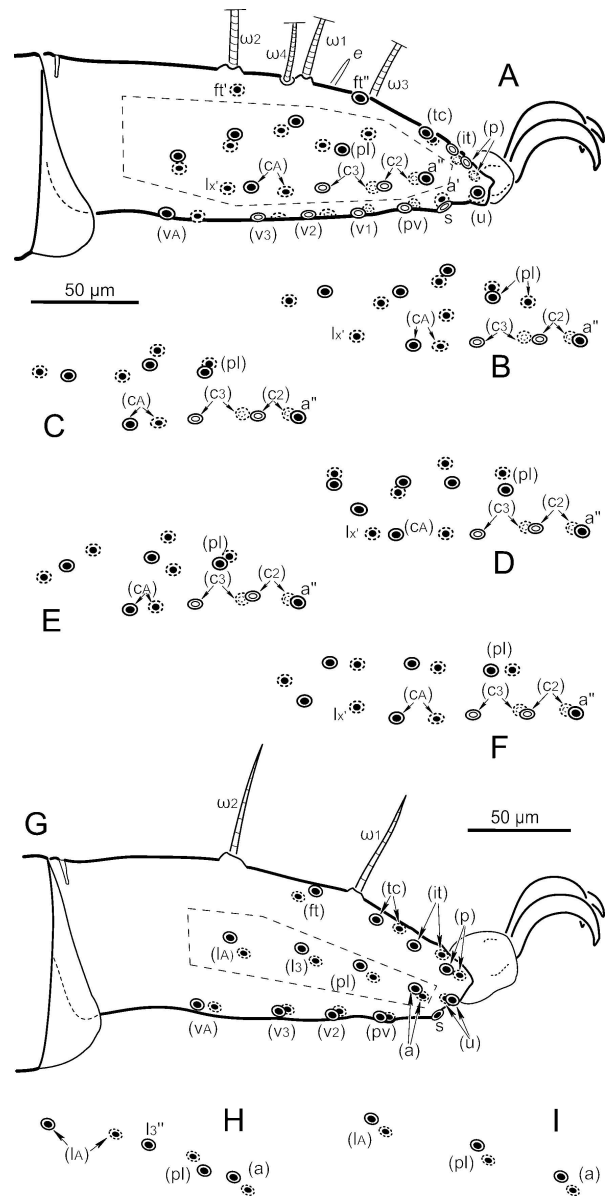 ω2
ω4
ω1
e
ω3
A
ft'
ft"
(tc)
(it)
(p)
(pl)
lx'
(cA)
(c3)
(c2)
a"
a'
(vA)
(v3)
(v2)
(v1)
(pv)
s
(u)
50 µm
(pl)
lx'
(cA)
(c3)
(c2)
a"
B
(pl)
(cA)
(c3)
(c2)
a"
C
(pl)
lx'
(cA)
(c3)
(c2)
a"
D
(pl)
(cA)
(c3)
(c2)
a"
E
(pl)
lx'
(cA)
(c3)
(c2)
a"
F
G
ω2
ω1
50 µm
(ft)
(tc)
(it)
(p)
(lA)
(l3)
(pl)
(vA)
(v3)
(v2)
(pv)
(a)
s
(u)
H
(lA)
l3"
(pl)
(a)
I
(lA)
(pl)
(a)